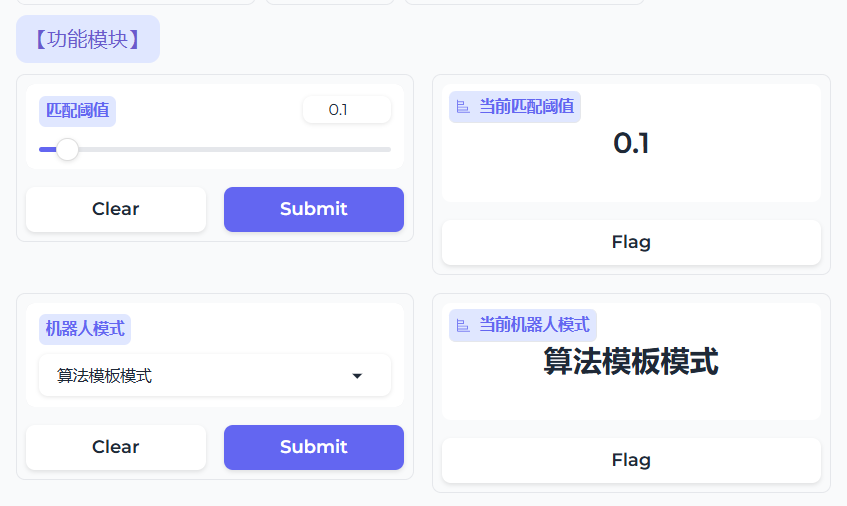 【功能模块】
匹配阈值
0.1
Clear
Submit
当前匹配阈值
0.1
Flag
机器人模式
算法模板模式
Clear
Submit
当前机器人模式
算法模板模式
Flag